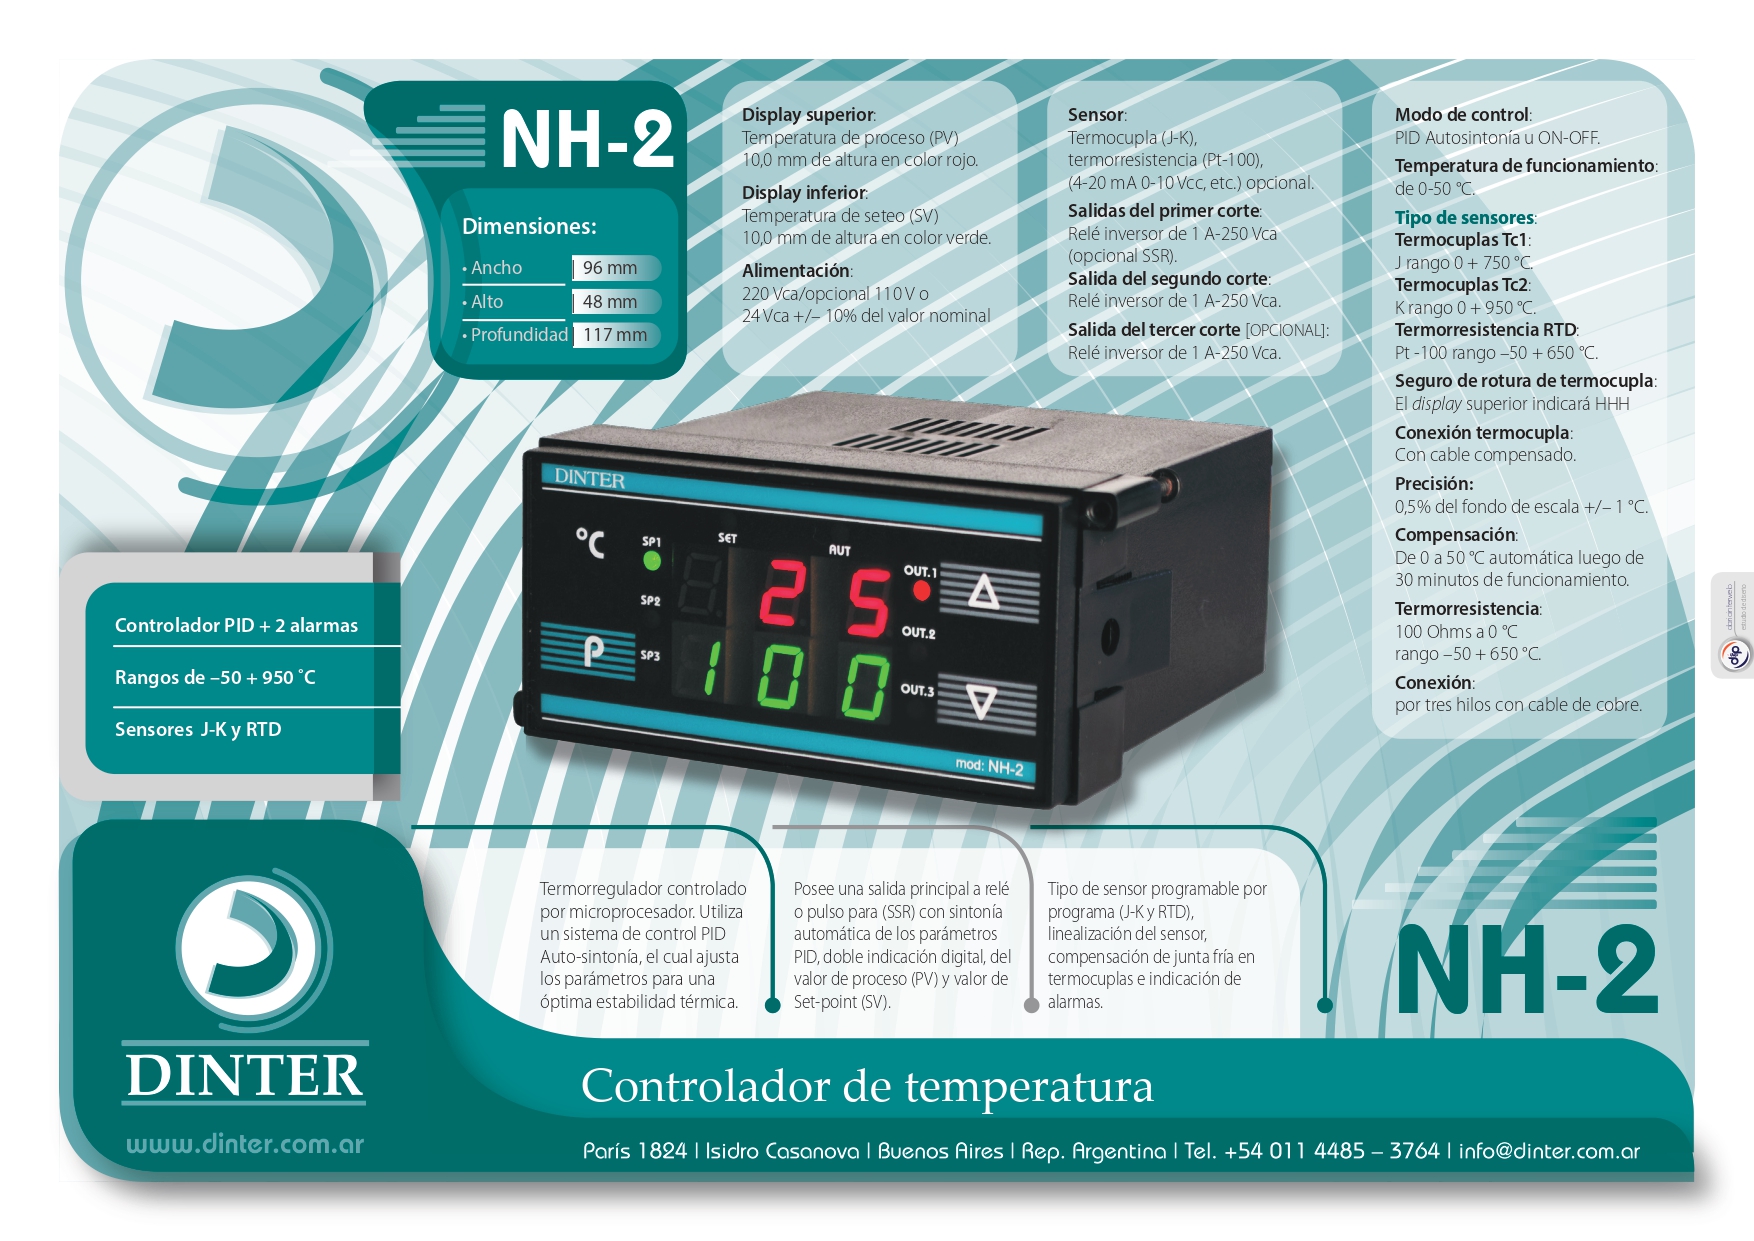 NH-2
Dimensiones:
• Ancho 96 mm
• Alto 48 mm
• Profundidad 117 mm
Display superior:
Temperatura de proceso (PV)
10,0 mm de altura en color rojo.
Display inferior:
Temperatura de seteo (SV)
10,0 mm de altura en color verde.
Alimentación:
220 Vca/opcional 110 V o
24 Vca +/– 10% del valor nominal
Sensor:
Termocupla (J-K),
termorresistencia (Pt-100),
(4-20 mA 0-10 Vcc, etc.) opcional.
Salidas del primer corte:
Relé inversor de 1 A-250 Vca
(opcional SSR).
Salida del segundo corte:
Relé inversor de 1 A-250 Vca.
Salida del tercer corte [OPCIONAL]:
Relé inversor de 1 A-250 Vca.
Modo de control:
PID Autosintonía u ON-OFF.
Temperatura de funcionamiento:
de 0-50 °C.
Tipo de sensores:
Termocuplas Tc1:
J rango 0 + 750 °C.
Termocuplas Tc2:
K rango 0 + 950 °C.
Termorresistencia RTD:
Pt -100 rango –50 + 650 °C.
Seguro de rotura de termocupla:
El display superior indicará HHH
Conexión termocupla:
Con cable compensado.
Precisión:
0,5% del fondo de escala +/– 1 °C.
Compensación:
De 0 a 50 °C automática luego de
30 minutos de funcionamiento.
Termorresistencia:
100 Ohms a 0 °C
rango –50 + 650 °C.
Conexión:
por tres hilos con cable de cobre.
DINTER
°C
SP1
SET
AUT
OUT.1
25
SP2
OUT.2
P
SP3
100
OUT.3
mod: NH-2
Controlador PID + 2 alarmas
Rangos de –50 + 950 °C
Sensores J-K y RTD
Termorregulador controlado
por microprocesador. Utiliza
un sistema de control PID
Auto-sintonía, el cual ajusta
los parámetros para una
óptima estabilidad térmica.
Posee una salida principal a relé
o pulso para (SSR) con sintonía
automática de los parámetros
PID, doble indicación digital, del
valor de proceso (PV) y valor de
Set-point (SV).
Tipo de sensor programable por
programa (J-K y RTD),
linealización del sensor,
compensación de junta fría en
termocuplas e indicación de
alarmas.
NH-2
DINTER
www.dinter.com.ar
Controlador de temperatura
París 1824 | Isidro Casanova | Buenos Aires | Rep. Argentina | Tel. +54 011 4485 – 3764 | info@dinter.com.ar
dip